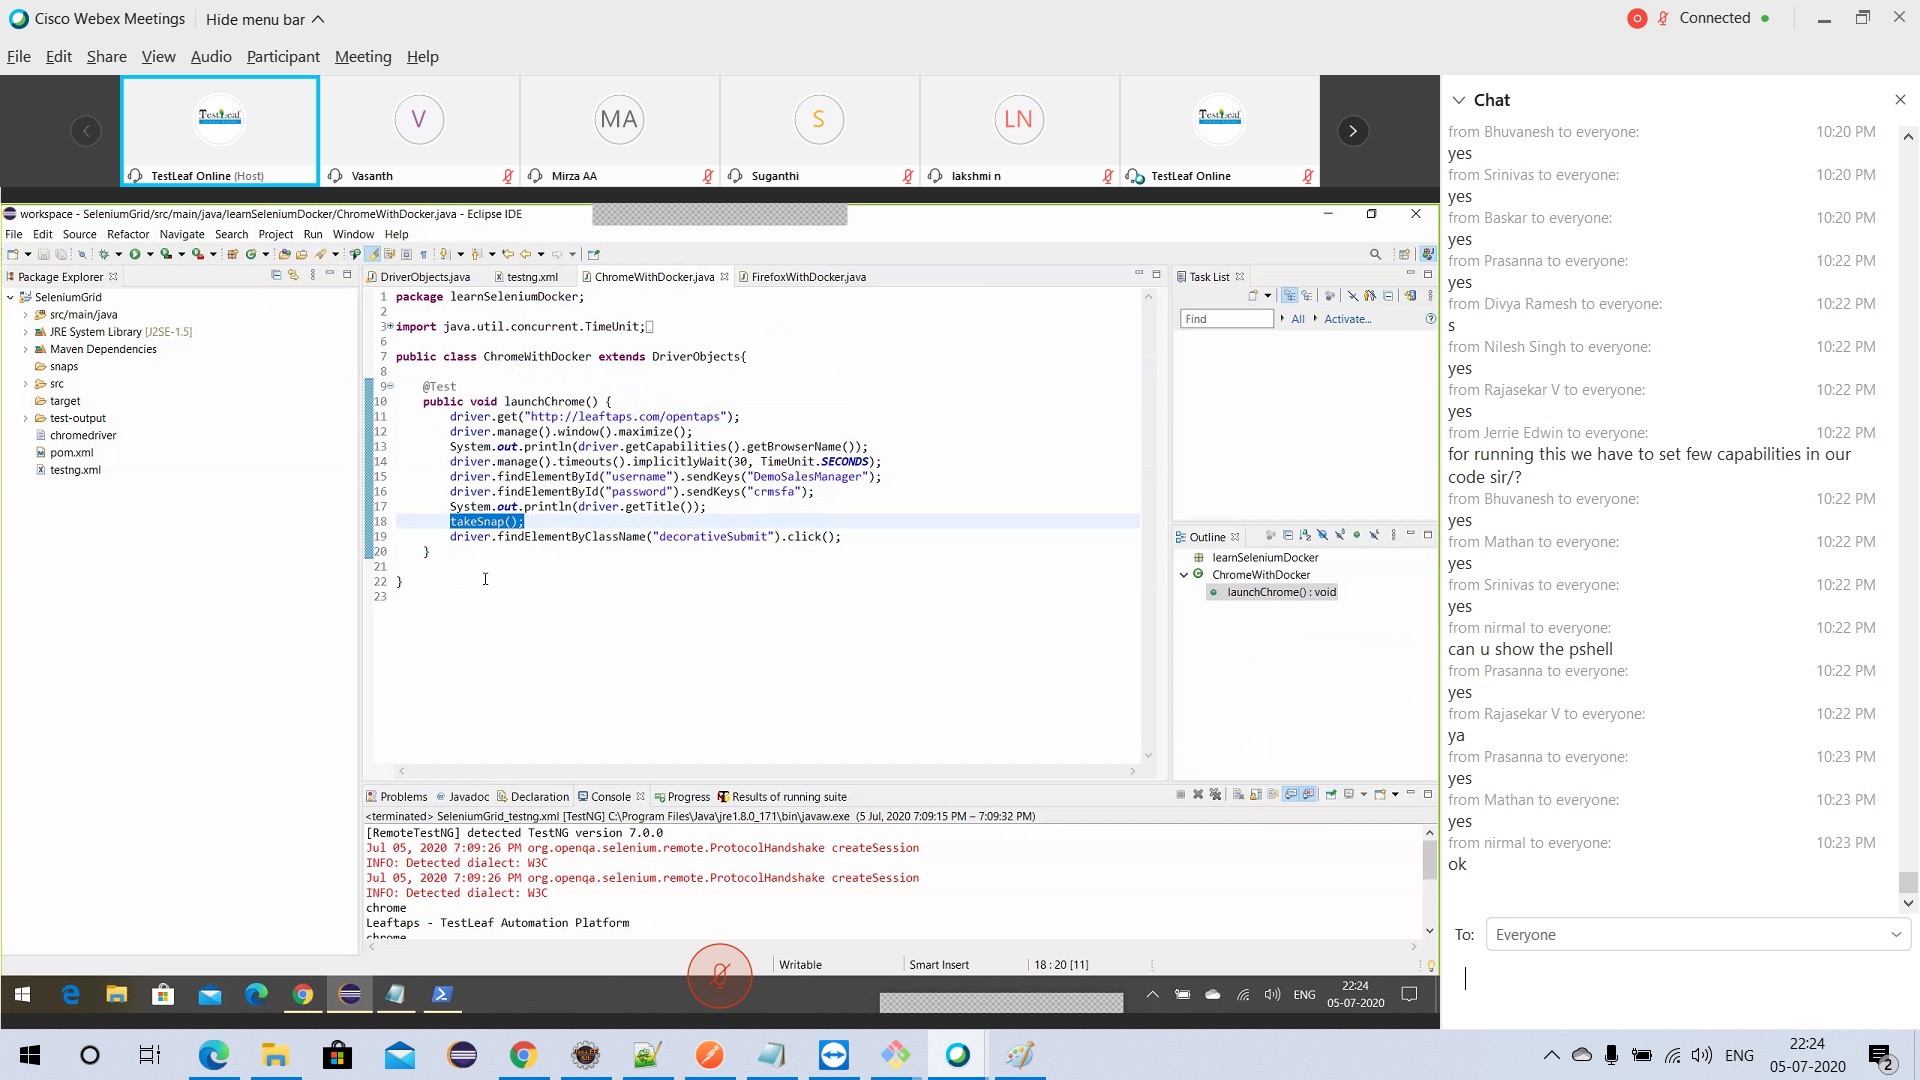 Cisco Webex Meetings
Hide menu bar
Connected
File Edit Share View Audio Participant Meeting Help
TestLeaf
V
MA
S
LN
TestLeaf
TestLeaf Online (Host)
Vasanth
Mirza AA
Suganthi
lakshmi n
TestLeaf Online
workspace - SeleniumGrid/src/main/java/learnSeleniumDocker/ChromeWithDocker.java - Eclipse IDE
File Edit Source Refactor Navigate Search Project Run Window Help
Package Explorer
SeleniumGrid
src/main/java
JRE System Library [J2SE-1.5]
Maven Dependencies
snaps
src
target
test-output
chromedriver
pom.xml
testng.xml
DriverObjects.java
testng.xml
ChromeWithDocker.java
FirefoxWithDocker.java
1 package learnSeleniumDocker;
2
3 import java.util.concurrent.TimeUnit;
6
7 public class ChromeWithDocker extends DriverObjects{
8
9 @Test
10 public void launchChrome() {
11 driver.get("http://leaftaps.com/opentaps");
12 driver.manage().window().maximize();
13 System.out.println(driver.getCapabilities().getBrowserName());
14 driver.manage().timeouts().implicitlyWait(30, TimeUnit.SECONDS);
15 driver.findElementById("username").sendKeys("DemoSalesManager");
16 driver.findElementById("password").sendKeys("crmsfa");
17 System.out.println(driver.getTitle());
18 takeSnap();
19 driver.findElementByClassName("decorativeSubmit").click();
20 }
21
22 }
23
Task List
Find
All
Activate...
Outline
learnSeleniumDocker
ChromeWithDocker
launchChrome() : void
Problems
Javadoc
Declaration
Console
Progress
Results of running suite
<terminated> SeleniumGrid_testng.xml [TestNG] C:\Program Files\Java\jre1.8.0_171\bin\javaw.exe (5 Jul, 2020 7:09:15 PM – 7:09:32 PM)
[RemoteTestNG] detected TestNG version 7.0.0
Jul 05, 2020 7:09:26 PM org.openqa.selenium.remote.ProtocolHandshake createSession
INFO: Detected dialect: W3C
Jul 05, 2020 7:09:26 PM org.openqa.selenium.remote.ProtocolHandshake createSession
INFO: Detected dialect: W3C
chrome
Leaftaps - TestLeaf Automation Platform
chrome
Writable
Smart Insert
18 : 20 [11]
ENG
22:24
05-07-2020
Chat
from Bhuvanesh to everyone: 10:20 PM
yes
from Srinivas to everyone: 10:20 PM
yes
from Baskar to everyone: 10:20 PM
yes
from Prasanna to everyone: 10:22 PM
yes
from Divya Ramesh to everyone: 10:22 PM
s
from Nilesh Singh to everyone: 10:22 PM
yes
from Rajasekar V to everyone: 10:22 PM
yes
from Jerrie Edwin to everyone: 10:22 PM
for running this we have to set few capabilities in our
code sir/?
from Bhuvanesh to everyone: 10:22 PM
yes
from Mathan to everyone: 10:22 PM
yes
from Srinivas to everyone: 10:22 PM
yes
from nirmal to everyone: 10:22 PM
can u show the pshell
from Prasanna to everyone: 10:22 PM
yes
from Rajasekar V to everyone: 10:22 PM
ya
from Prasanna to everyone: 10:23 PM
yes
from Mathan to everyone: 10:23 PM
yes
from nirmal to everyone: 10:23 PM
ok
To: Everyone
ENG
22:24
05-07-2020
2